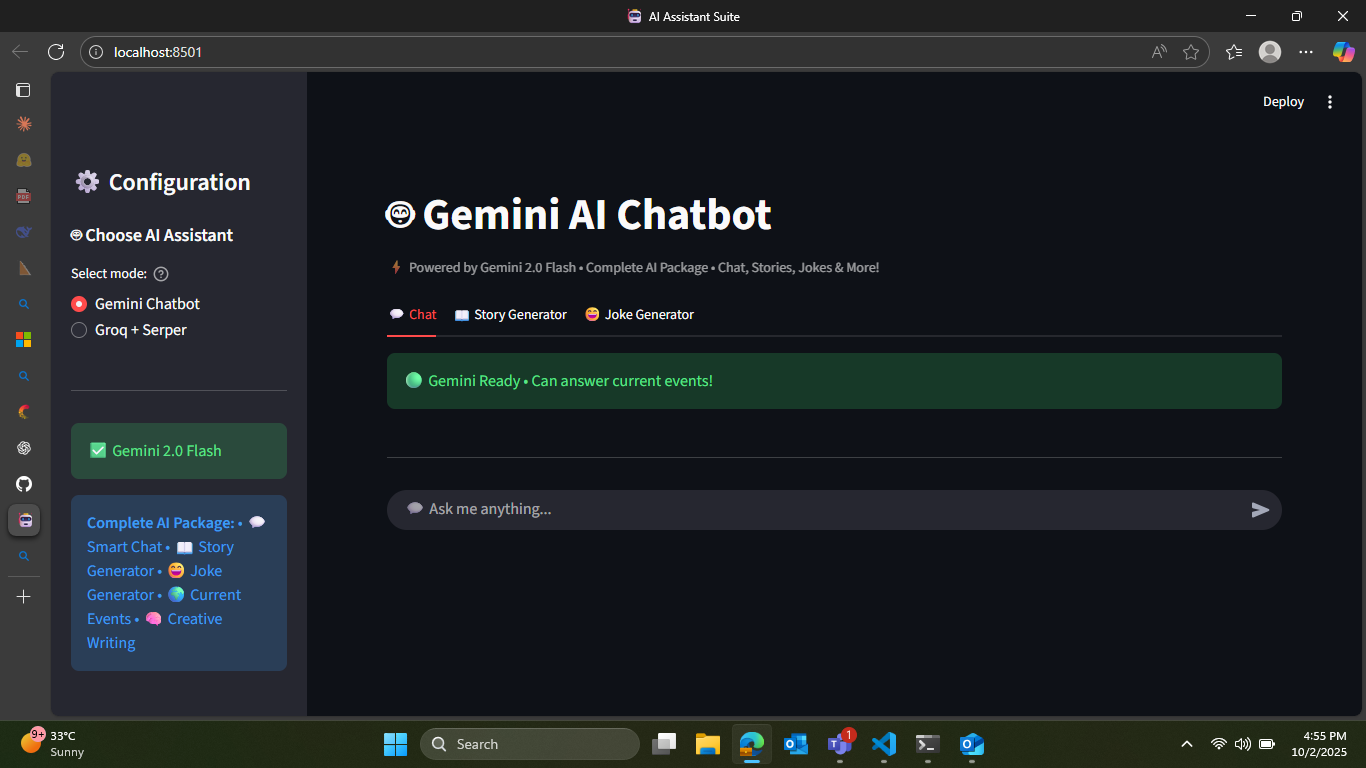 AI Assistant Suite
localhost:8501
Deploy
Configuration
Choose AI Assistant
Select mode:
Gemini Chatbot
Groq + Serper
✅ Gemini 2.0 Flash
Complete AI Package: • 💬
Smart Chat • 📖 Story
Generator • 😄 Joke
Generator • 🌍 Current
Events • 🧠 Creative
Writing
Gemini AI Chatbot
⚡ Powered by Gemini 2.0 Flash • Complete AI Package • Chat, Stories, Jokes & More!
💬 Chat
📖 Story Generator
😄 Joke Generator
🟢 Gemini Ready • Can answer current events!
💬 Ask me anything...
9+
33°C
Sunny
Search
1
4:55 PM
10/2/2025